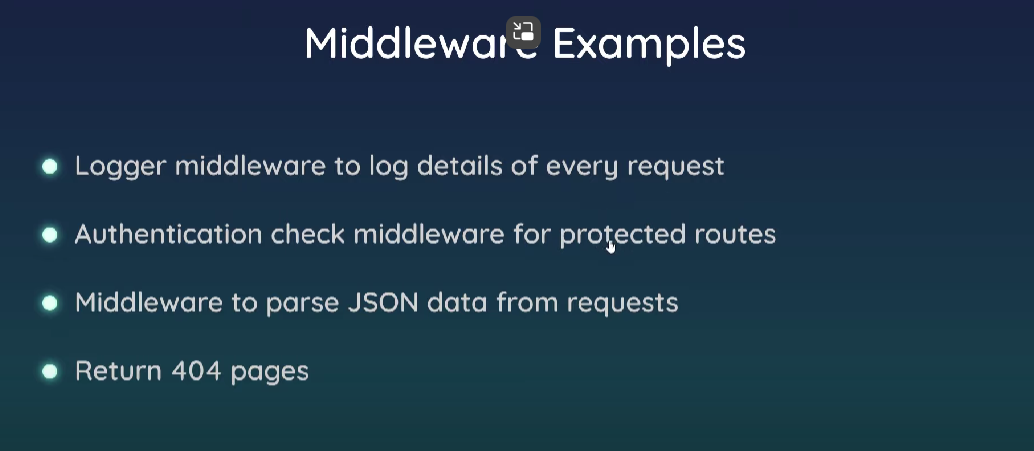 Middleware Examples
Logger middleware to log details of every request
Authentication check middleware for protected routes
Middleware to parse JSON data from requests
Return 404 pages